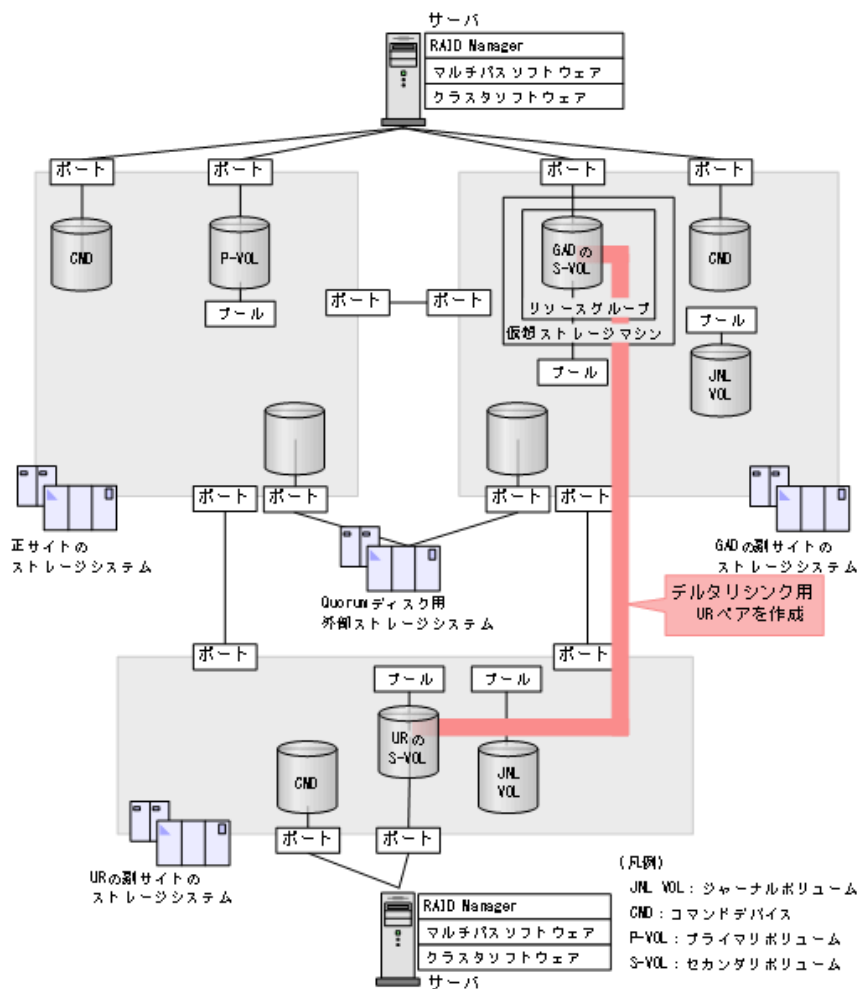 サーバ
RAID Manager
マルチパスソフトウェア
クラスタソフトウェア
ポート
ポート
ポート
ポート
CMD
P-VOL
GADの
S-VOL
CMD
プール
リソースグループ
仮想ストレージマシン
ポート
ポート
プール
プール
JNL
VOL
ポート
ポート
ポート
ポート
正サイトの
ストレージシステム
GADの副サイトの
ストレージシステム
Quorumディスク用
外部ストレージシステム
デルタリシンク用
URペアを作成
ポート
ポート
プール
プール
URの
S-VOL
CMD
JNL
VOL
ポート
ポート
URの副サイトの
ストレージシステム
RAID Manager
マルチパスソフトウェア
クラスタソフトウェア
サーバ
(凡例)
JNL VOL：ジャーナルボリューム
CMD：コマンドデバイス
P-VOL：プライマリボリューム
S-VOL：セカンダリボリューム